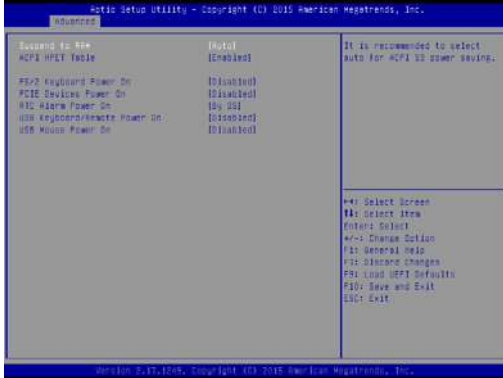 Aptio Setup Utility - Copyright (C) 2015 American Megatrends, Inc.
Advanced
Suspend to RAM [Auto]
ACPI HPET Table [Enabled]
PS/2 Keyboard Power On [Disabled]
PCIE Devices Power On [Disabled]
RTC Alarm Power On [By OS]
USB Keyboard/Remote Power On [Disabled]
USB Mouse Power On [Disabled]
It is recommended to select
auto for ACPI S3 power saving.
→←: Select Screen
↑↓: Select Item
Enter: Select
+/-: Change Option
F1: General Help
F7: Discard Changes
F9: Load UEFI Defaults
F10: Save and Exit
ESC: Exit
Version 2.17.1249. Copyright (C) 2015 American Megatrends, Inc.